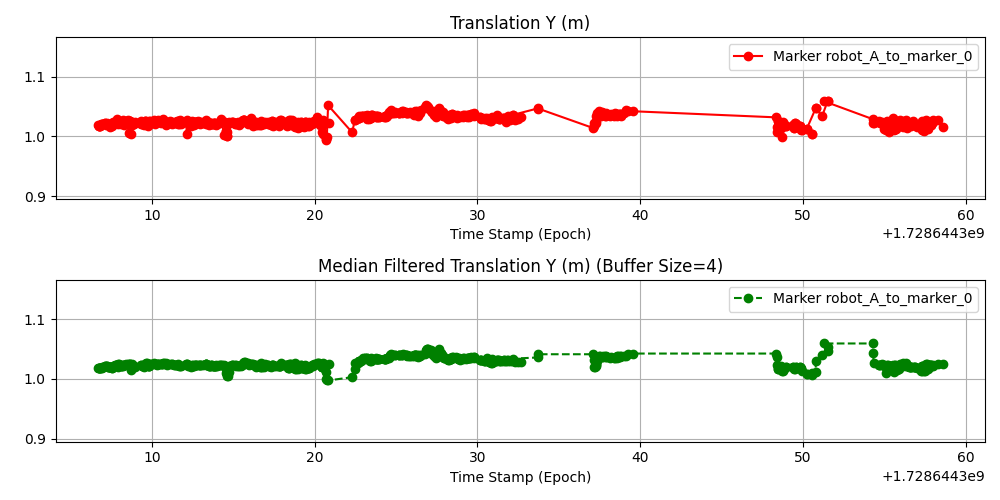 Translation Y (m)
Marker robot_A_to_marker_0
1.1
1.0
0.9
10 20 30 40 50 60
Time Stamp (Epoch)
+1.7286443e9
Median Filtered Translation Y (m) (Buffer Size=4)
Marker robot_A_to_marker_0
1.1
1.0
0.9
10 20 30 40 50 60
Time Stamp (Epoch)
+1.7286443e9